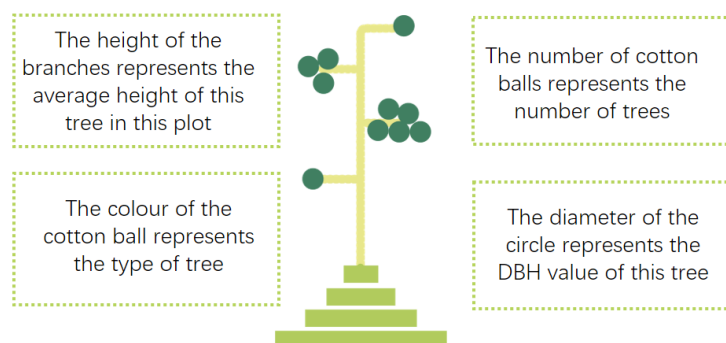 The height of the
branches represents the
average height of this
tree in this plot
The number of cotton
balls represents the
number of trees
The colour of the
cotton ball represents
the type of tree
The diameter of the
circle represents the
DBH value of this tree